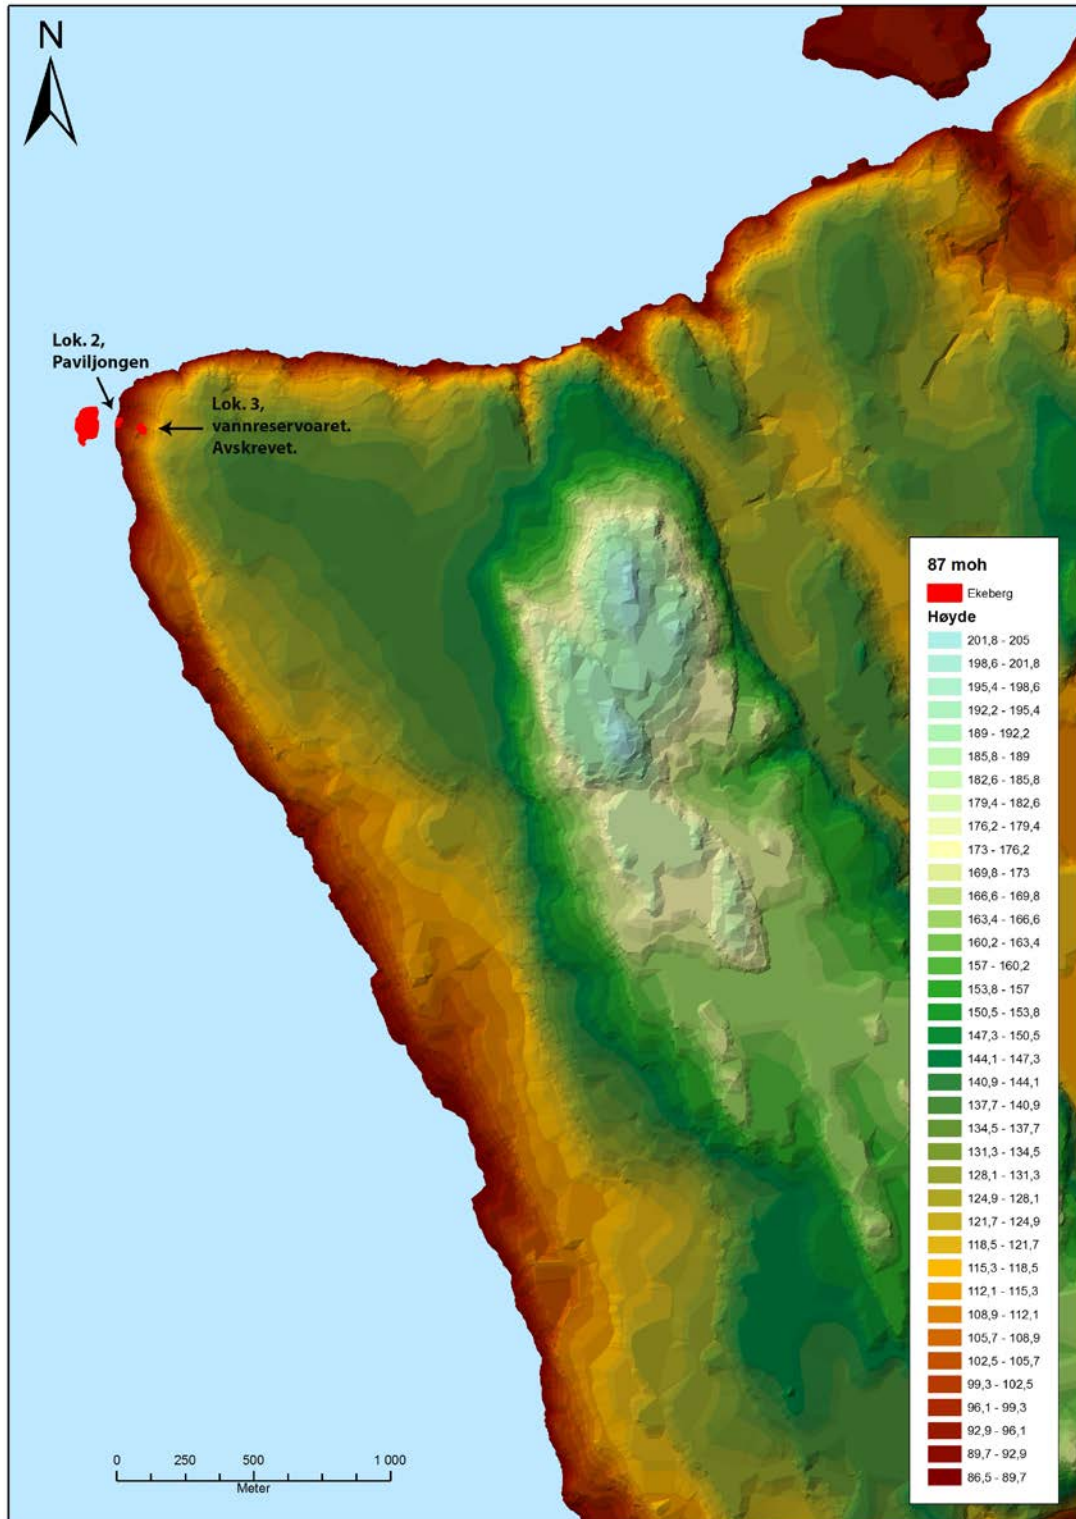 N
Lok. 2,
Paviljongen
Lok. 3,
vannreservoaret.
Avskrevet.
87 moh
Ekeberg
Høyde
201,8 - 205
198,6 - 201,8
195,4 - 198,6
192,2 - 195,4
189 - 192,2
185,8 - 189
182,6 - 185,8
179,4 - 182,6
176,2 - 179,4
173 - 176,2
169,8 - 173
166,6 - 169,8
163,4 - 166,6
160,2 - 163,4
157 - 160,2
153,8 - 157
150,5 - 153,8
147,3 - 150,5
144,1 - 147,3
140,9 - 144,1
137,7 - 140,9
134,5 - 137,7
131,3 - 134,5
128,1 - 131,3
124,9 - 128,1
121,7 - 124,9
118,5 - 121,7
115,3 - 118,5
112,1 - 115,3
108,9 - 112,1
105,7 - 108,9
102,5 - 105,7
99,3 - 102,5
96,1 - 99,3
92,9 - 96,1
89,7 - 92,9
86,5 - 89,7
0 250 500 1 000
Meter